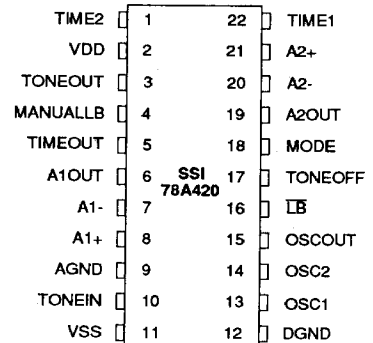 TIME2 1 22 TIME1
VDD 2 21 A2+
TONEOUT 3 20 A2-
MANUALLB 4 19 A2OUT
TIMEOUT 5 18 MODE
A1OUT 6 SSI 17 TONEOFF
78A420
A1- 7 16 L̅B̅
A1+ 8 15 OSCOUT
AGND 9 14 OSC2
TONEIN 10 13 OSC1
VSS 11 12 DGND